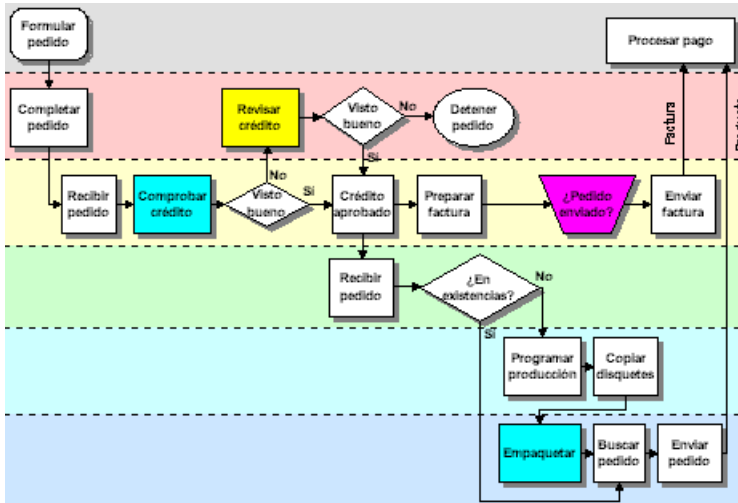 Formular
pedido
Procesar pago
Completar
pedido
Revisar
crédito
Visto
bueno
No
Detener
pedido
Factura
Sí
Recibir
pedido
Comprobar
crédito
No
Visto
bueno
Sí
Crédito
aprobado
Preparar
factura
¿Pedido
enviado?
Enviar
factura
Recibir
pedido
¿En
existencias?
No
Sí
Programar
producción
Copiar
disquetes
Empaquetar
Buscar
pedido
Enviar
pedido